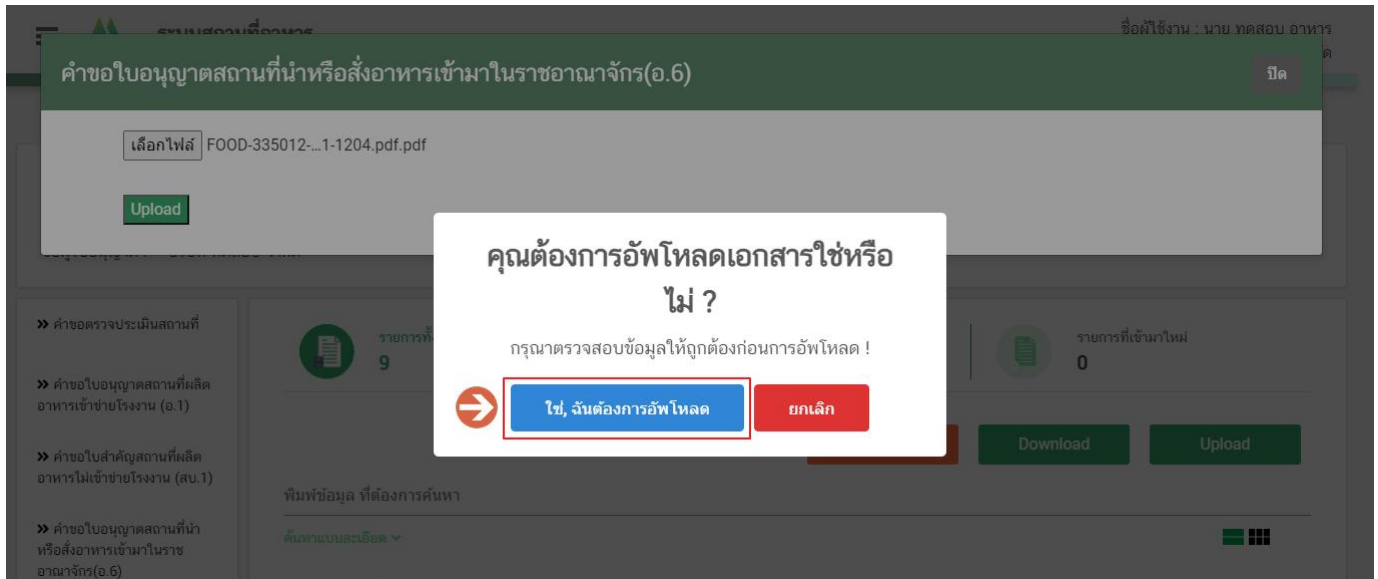 ระบบสถานที่อาหาร
ชื่อผู้ใช้งาน : นาย ทดสอบ อาหาร
คำขอใบอนุญาตสถานที่นำหรือสั่งอาหารเข้ามาในราชอาณาจักร(อ.6)
ปิด
เลือกไฟล์ FOOD-335012-...1-1204.pdf.pdf
Upload
คุณต้องการอัพโหลดเอกสารใช่หรือ
ไม่ ?
กรุณาตรวจสอบข้อมูลให้ถูกต้องก่อนการอัพโหลด !
ใช่, ฉันต้องการอัพโหลด
ยกเลิก
» คำขอตรวจประเมินสถานที่
» คำขอใบอนุญาตสถานที่ผลิต
อาหารเข้าข่ายโรงงาน (อ.1)
» คำขอใบสำคัญสถานที่ผลิต
อาหารไม่เข้าข่ายโรงงาน (สบ.1)
» คำขอใบอนุญาตสถานที่นำ
หรือสั่งอาหารเข้ามาในราช
อาณาจักร(อ.6)
9
รายการที่เข้ามาใหม่
0
Download
Upload
พิมพ์ข้อมูล ที่ต้องการค้นหา
ค้นหาแบบละเอียด